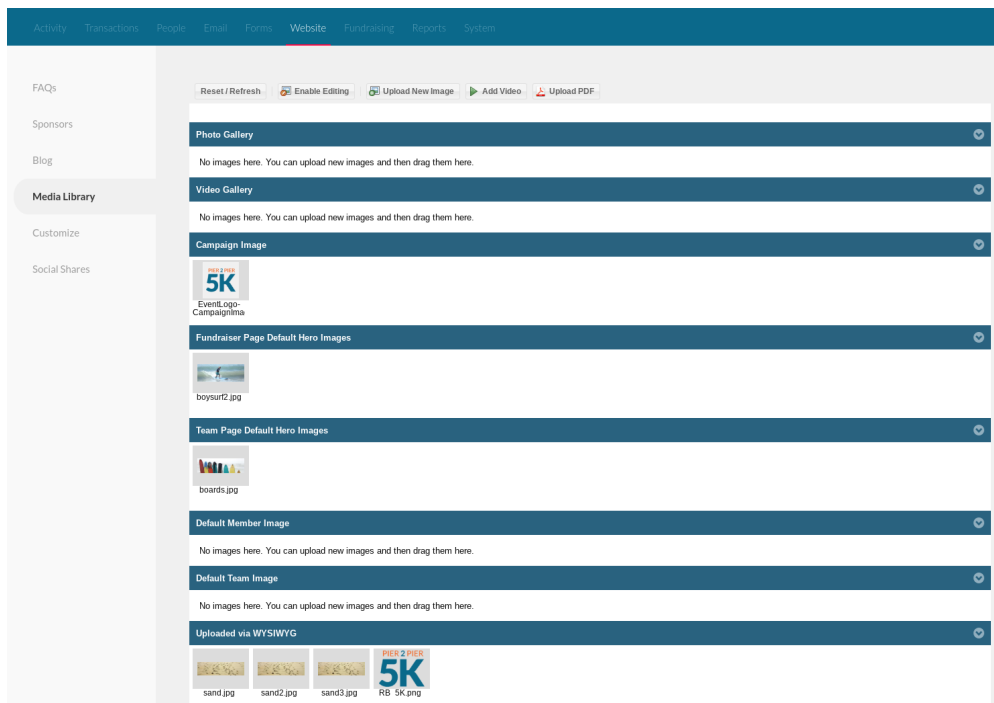 Activity Transactions People Email Forms Website Fundraising Reports System
FAQs
Sponsors
Blog
Media Library
Customize
Social Shares
Reset / Refresh Enable Editing Upload New Image Add Video Upload PDF
Photo Gallery
No images here. You can upload new images and then drag them here.
Video Gallery
No images here. You can upload new images and then drag them here.
Campaign Image
PIER 2 PIER
5K
EventLogo-
CampaignIma
Fundraiser Page Default Hero Images
boysurf2.jpg
Team Page Default Hero Images
boards.jpg
Default Member Image
No images here. You can upload new images and then drag them here.
Default Team Image
No images here. You can upload new images and then drag them here.
Uploaded via WYSIWYG
PIER 2 PIER
5K
sand.jpg sand2.jpg sand3.jpg RB_5K.png